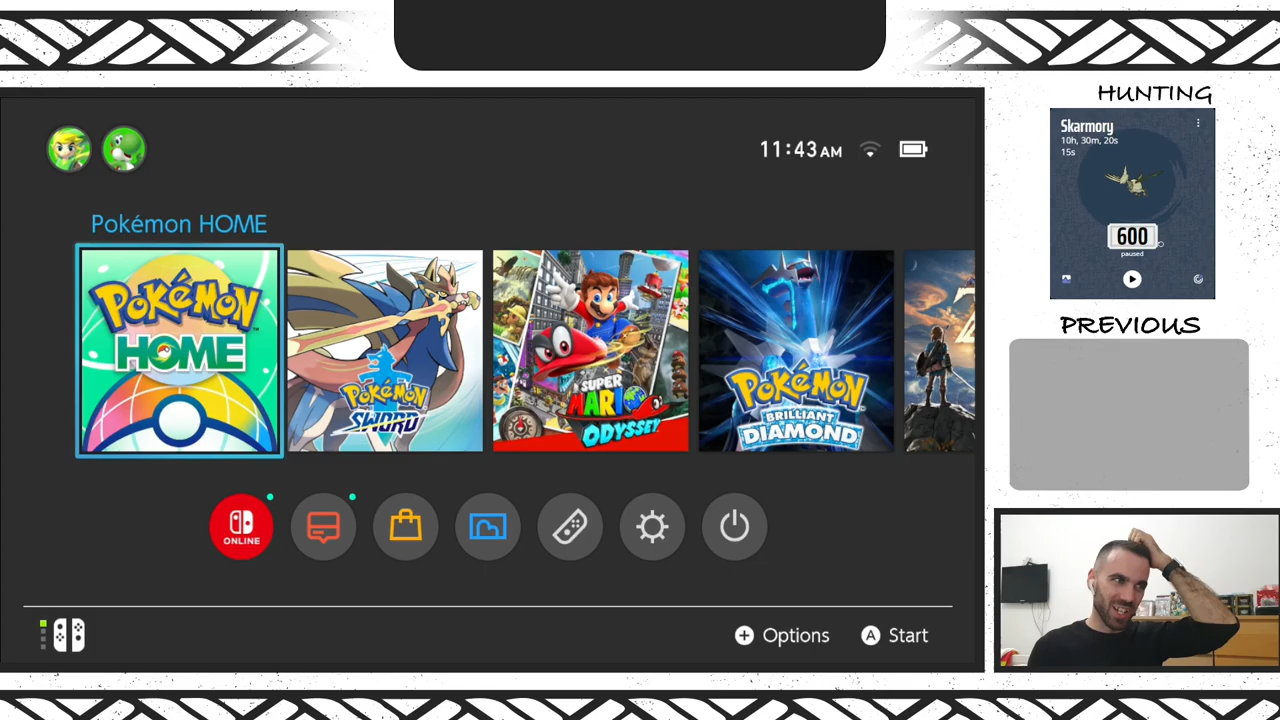 HUNTING
Skarmory
10h, 30m, 20s
15s
600
paused
PREVIOUS
11:43 AM
Pokémon HOME
POKéMON
HOME
POKéMON
SWORD
SUPER
MARIO
ODYSSEY
POKéMON
BRILLIANT
DIAMOND
Z
ONLINE
+ Options
A Start